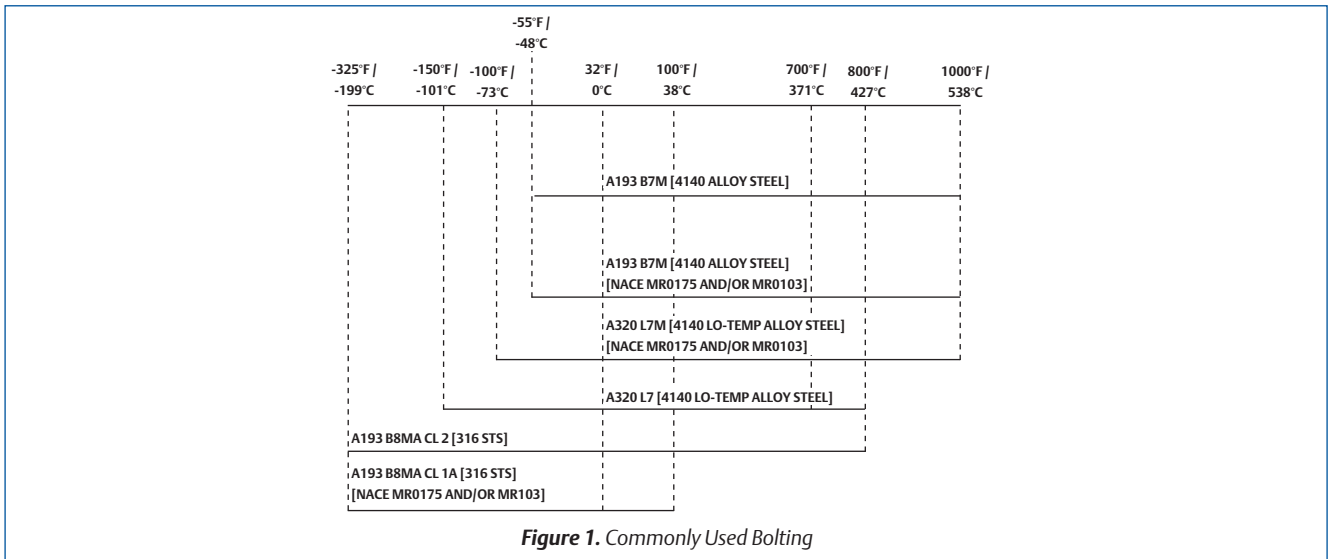 -55°F /
-48°C
-325°F /
-199°C
-150°F /
-101°C
-100°F /
-73°C
32°F /
0°C
100°F /
38°C
700°F /
371°C
800°F /
427°C
1000°F /
538°C
A193 B7M [4140 ALLOY STEEL]
A193 B7M [4140 ALLOY STEEL]
[NACE MR0175 AND/OR MR0103]
A320 L7M [4140 LO-TEMP ALLOY STEEL]
[NACE MR0175 AND/OR MR0103]
A320 L7 [4140 LO-TEMP ALLOY STEEL]
A193 B8MA CL 2 [316 STS]
A193 B8MA CL 1A [316 STS]
[NACE MR0175 AND/OR MR103]
Figure 1. Commonly Used Bolting